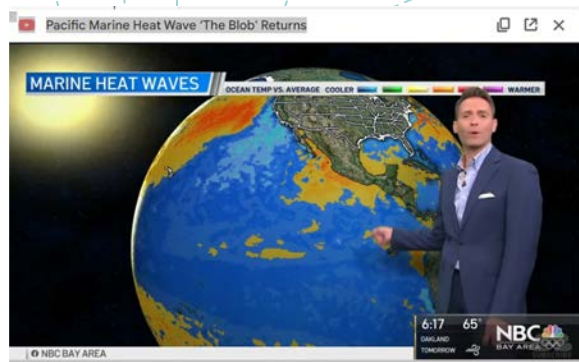 Pacific Marine Heat Wave 'The Blob' Returns
MARINE HEAT WAVES
OCEAN TEMP VS. AVERAGE COOLER WARMER
6:17 65°
OAKLAND
TOMORROW
NBC
BAY AREA
NBC BAY AREA